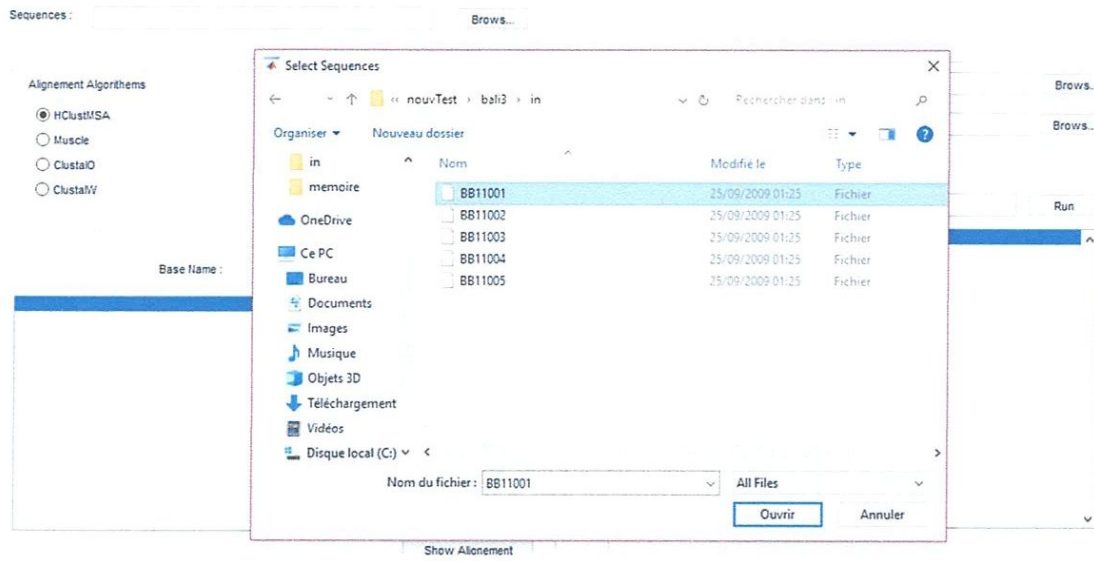 Sequences :
Brows...
Select Sequences
« nouvTest › bali3 › in
Rechercher dans : in
Alignement Algorithems
HClustMSA
Muscle
ClustalO
ClustalW
Brows..
Brows..
Run
Organiser
Nouveau dossier
in
memoire
OneDrive
Ce PC
Bureau
Documents
Images
Musique
Objets 3D
Téléchargement
Vidéos
Disque local (C:)
Nom Modifié le Type
BB11001 25/09/2009 01:25 Fichier
BB11002 25/09/2009 01:25 Fichier
BB11003 25/09/2009 01:25 Fichier
BB11004 25/09/2009 01:25 Fichier
BB11005 25/09/2009 01:25 Fichier
Base Name :
Nom du fichier : BB11001
All Files
Ouvrir
Annuler
Show Alignement